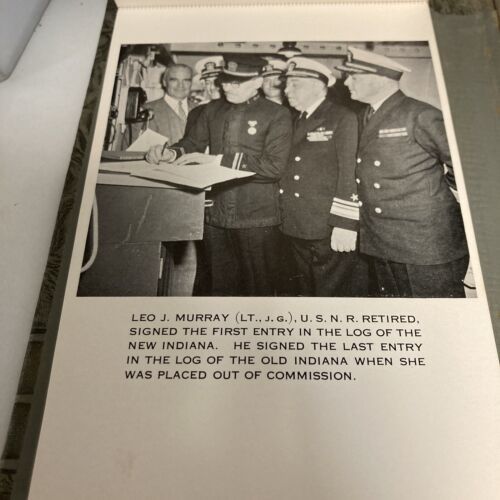 LEO J. MURRAY (LT., J. G.), U. S. N. R. RETIRED,
SIGNED THE FIRST ENTRY IN THE LOG OF THE
NEW INDIANA. HE SIGNED THE LAST ENTRY
IN THE LOG OF THE OLD INDIANA WHEN SHE
WAS PLACED OUT OF COMMISSION.